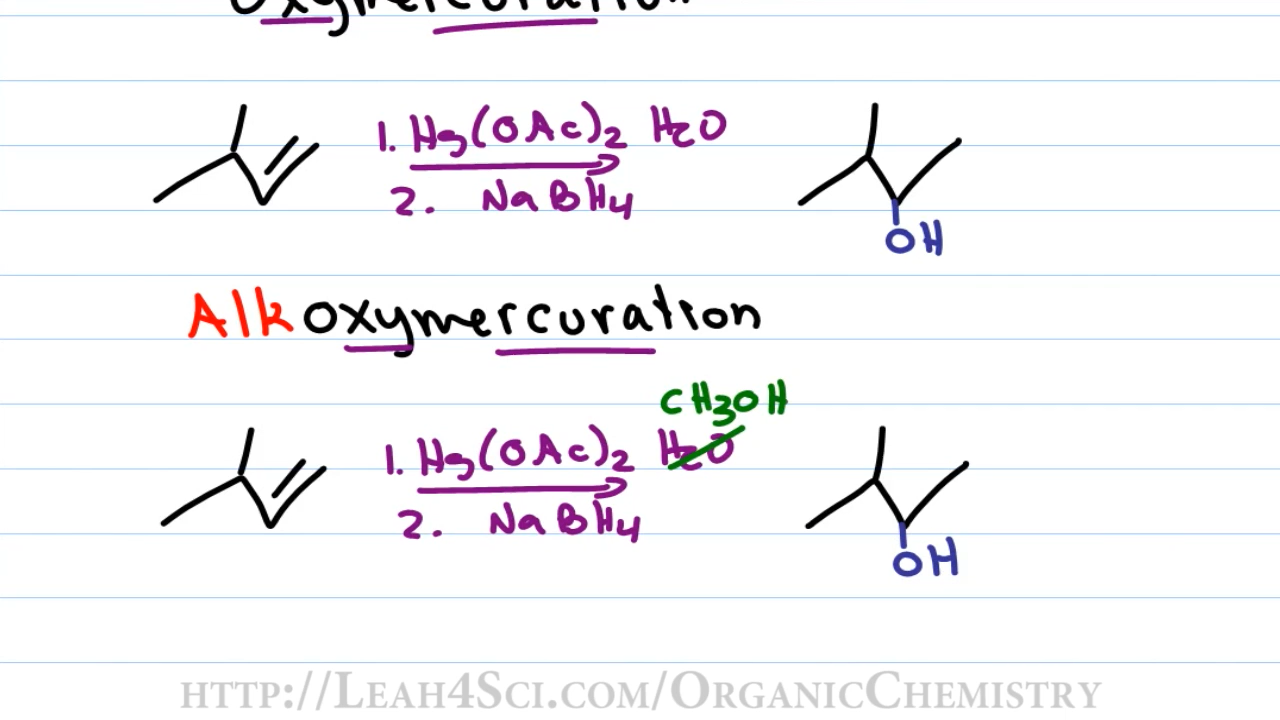 Oxymercuration
1. Hg(OAc)2 H2O
2. NaBH4
OH
Alkoxymercuration
CH3OH
1. Hg(OAc)2 H2O
2. NaBH4
OH
HTTP://LEAH4SCI.COM/ORGANICCHEMISTRY